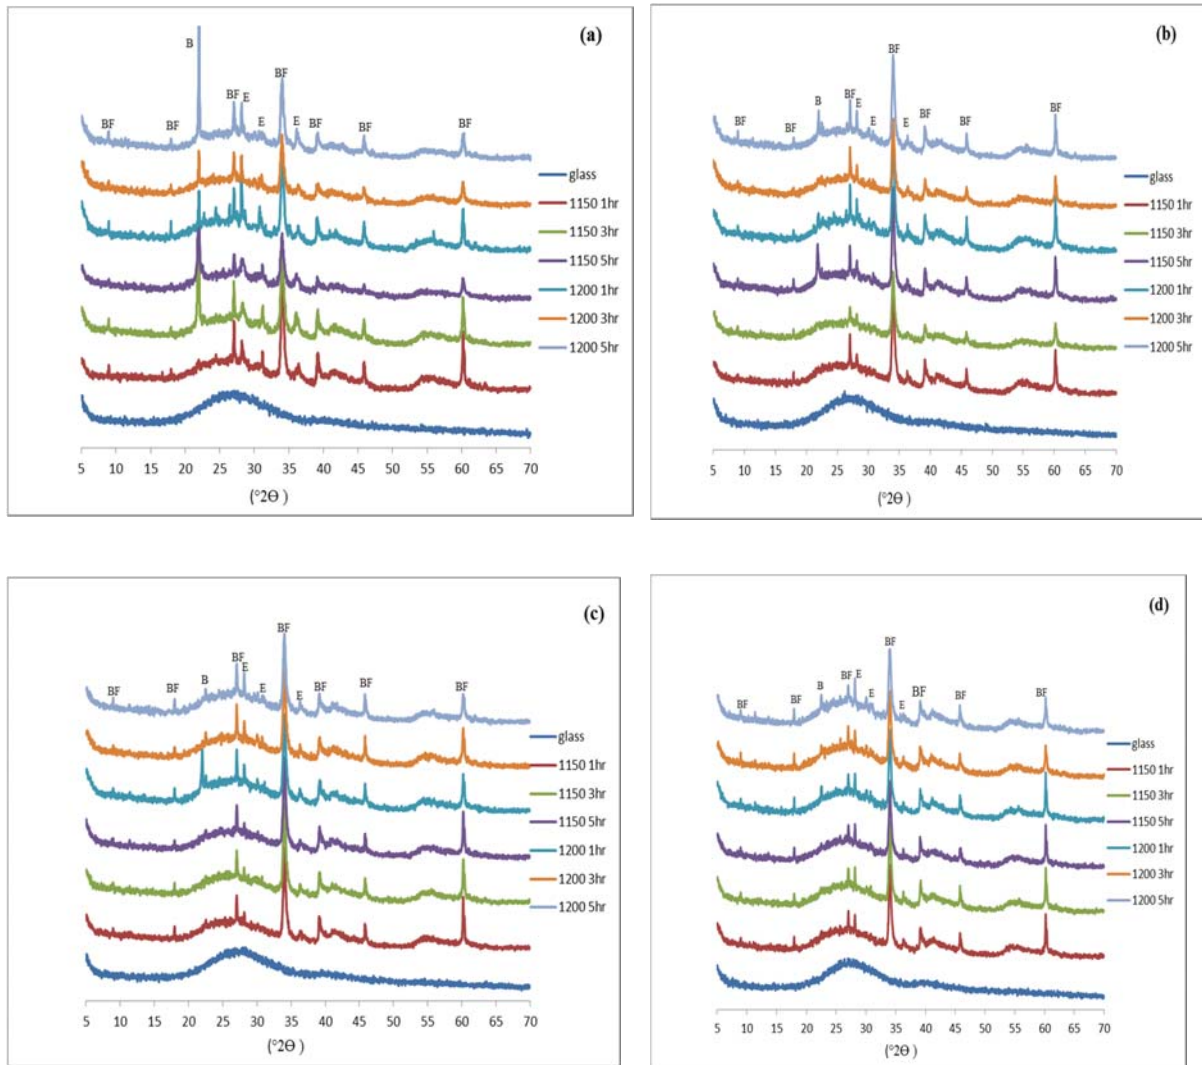 (a)
B
BF
BF
BF
E
E
BF
E
BF
BF
BF
glass
1150 1hr
1150 3hr
1150 5hr
1200 1hr
1200 3hr
1200 5hr
5 10 15 20 25 30 35 40 45 50 55 60 65 70
(°2Θ )
(b)
BF
BF
BF
B
BF
E
E
E
BF
BF
BF
glass
1150 1hr
1150 3hr
1150 5hr
1200 1hr
1200 3hr
1200 5hr
5 10 15 20 25 30 35 40 45 50 55 60 65 70
(°2Θ )
(c)
BF
BF
BF
B
BF
E
E
E
BF
BF
BF
glass
1150 1hr
1150 3hr
1150 5hr
1200 1hr
1200 3hr
1200 5hr
5 10 15 20 25 30 35 40 45 50 55 60 65 70
(°2Θ )
(d)
BF
BF
BF
B
BF
E
E
E
BF
BF
BF
glass
1150 1hr
1150 3hr
1150 5hr
1200 1hr
1200 3hr
1200 5hr
5 10 15 20 25 30 35 40 45 50 55 60 65 70
(°2Θ )